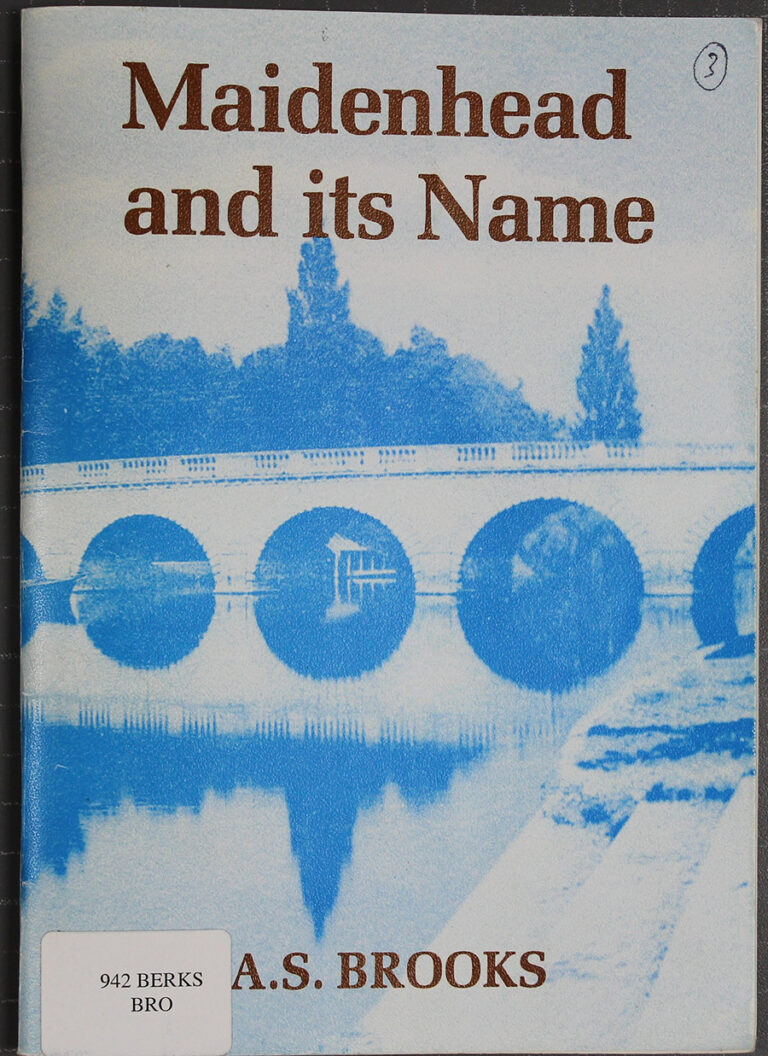 3
Maidenhead
and its Name
942 BERKS
BRO
A.S. BROOKS